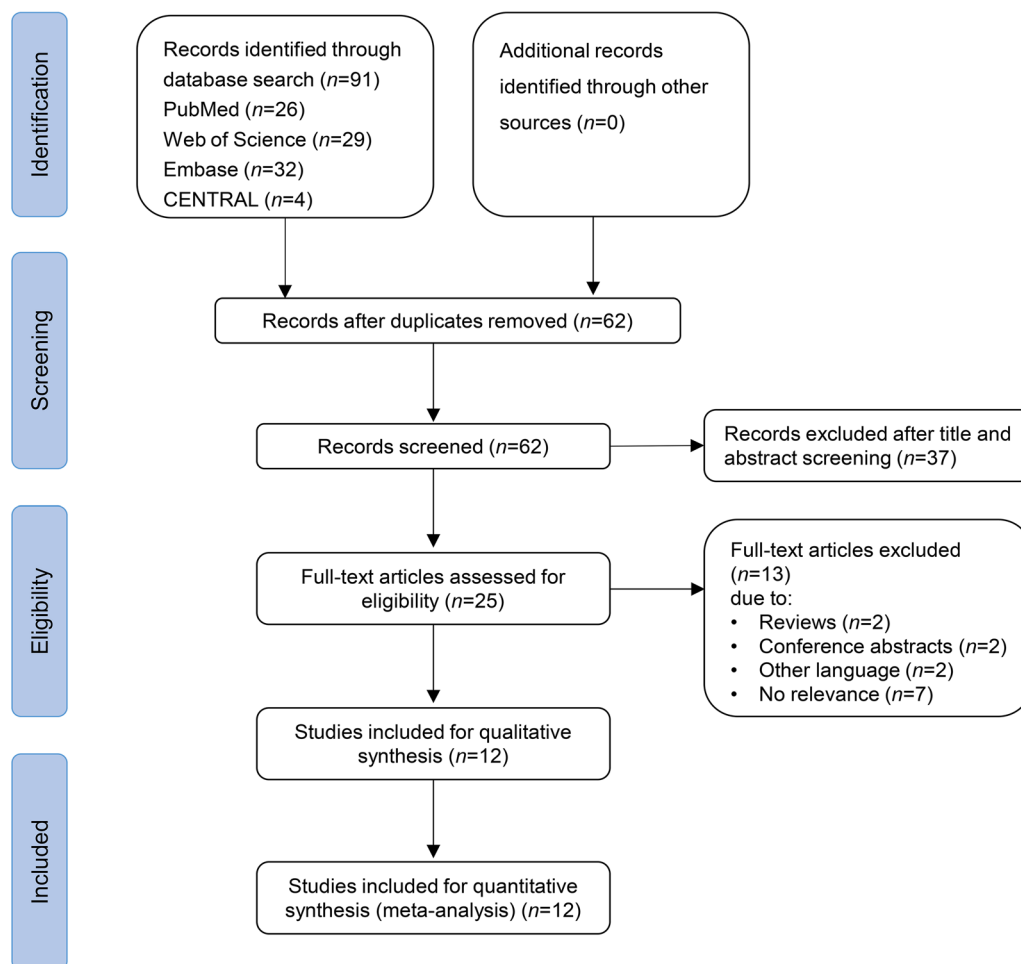 Identification
Records identified through
database search (n=91)
PubMed (n=26)
Web of Science (n=29)
Embase (n=32)
CENTRAL (n=4)
Additional records
identified through other
sources (n=0)
Screening
Records after duplicates removed (n=62)
Records screened (n=62)
Records excluded after title and
abstract screening (n=37)
Eligibility
Full-text articles assessed for
eligibility (n=25)
Full-text articles excluded
(n=13)
due to:
• Reviews (n=2)
• Conference abstracts (n=2)
• Other language (n=2)
• No relevance (n=7)
Studies included for qualitative
synthesis (n=12)
Included
Studies included for quantitative
synthesis (meta-analysis) (n=12)